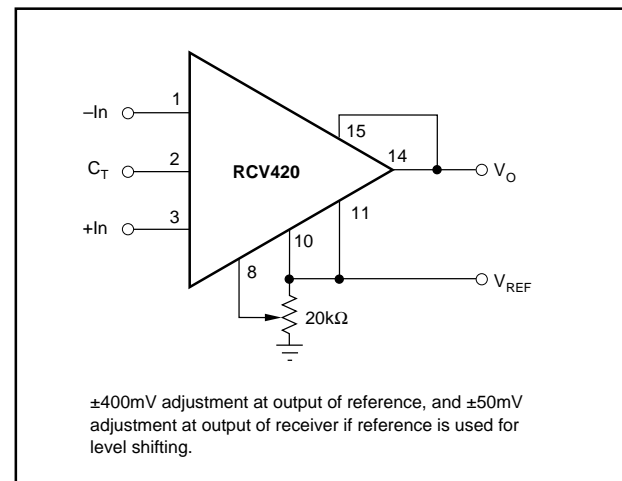 –In
1
15
14
C_T
2
RCV420
V_O
+In
3
11
10
8
V_REF
20kΩ
±400mV adjustment at output of reference, and ±50mV
adjustment at output of receiver if reference is used for
level shifting.